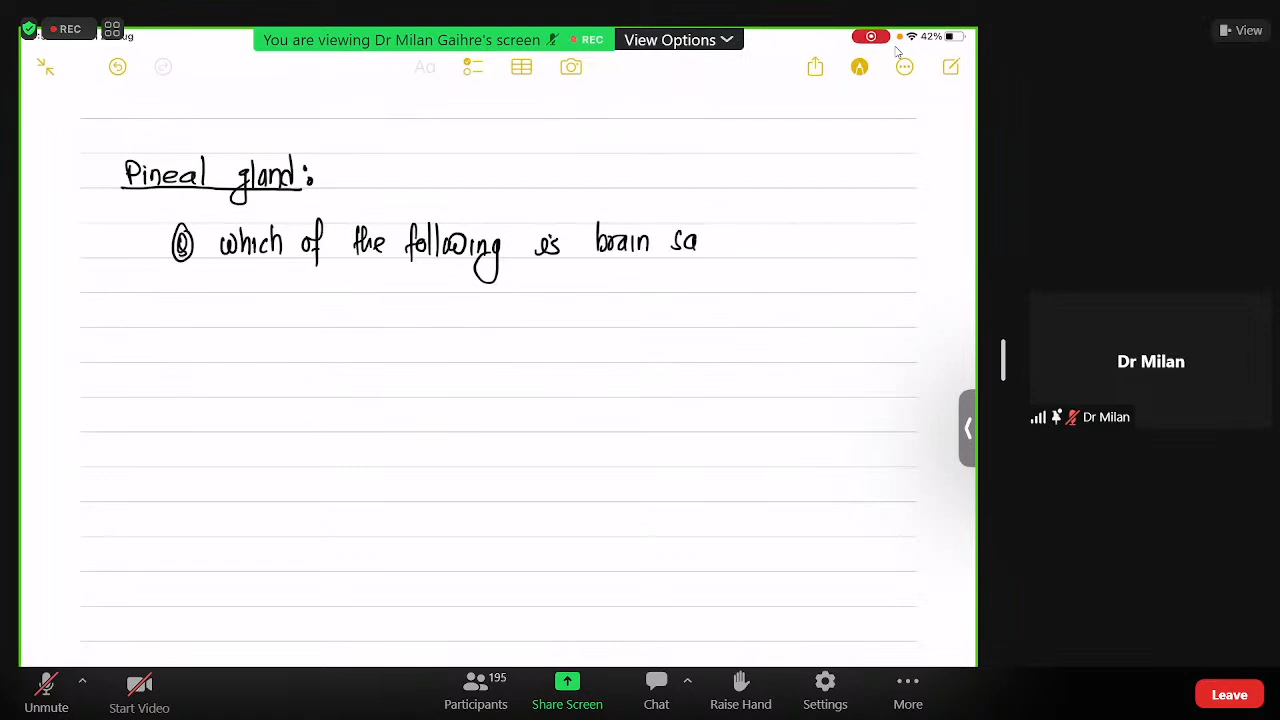 REC
You are viewing Dr Milan Gaihre's screen
REC
View Options
42%
View
Aa
Pineal gland:
Q which of the following is brain sa
Dr Milan
Dr Milan
Unmute
Start Video
195
Participants
Share Screen
Chat
Raise Hand
Settings
More
Leave